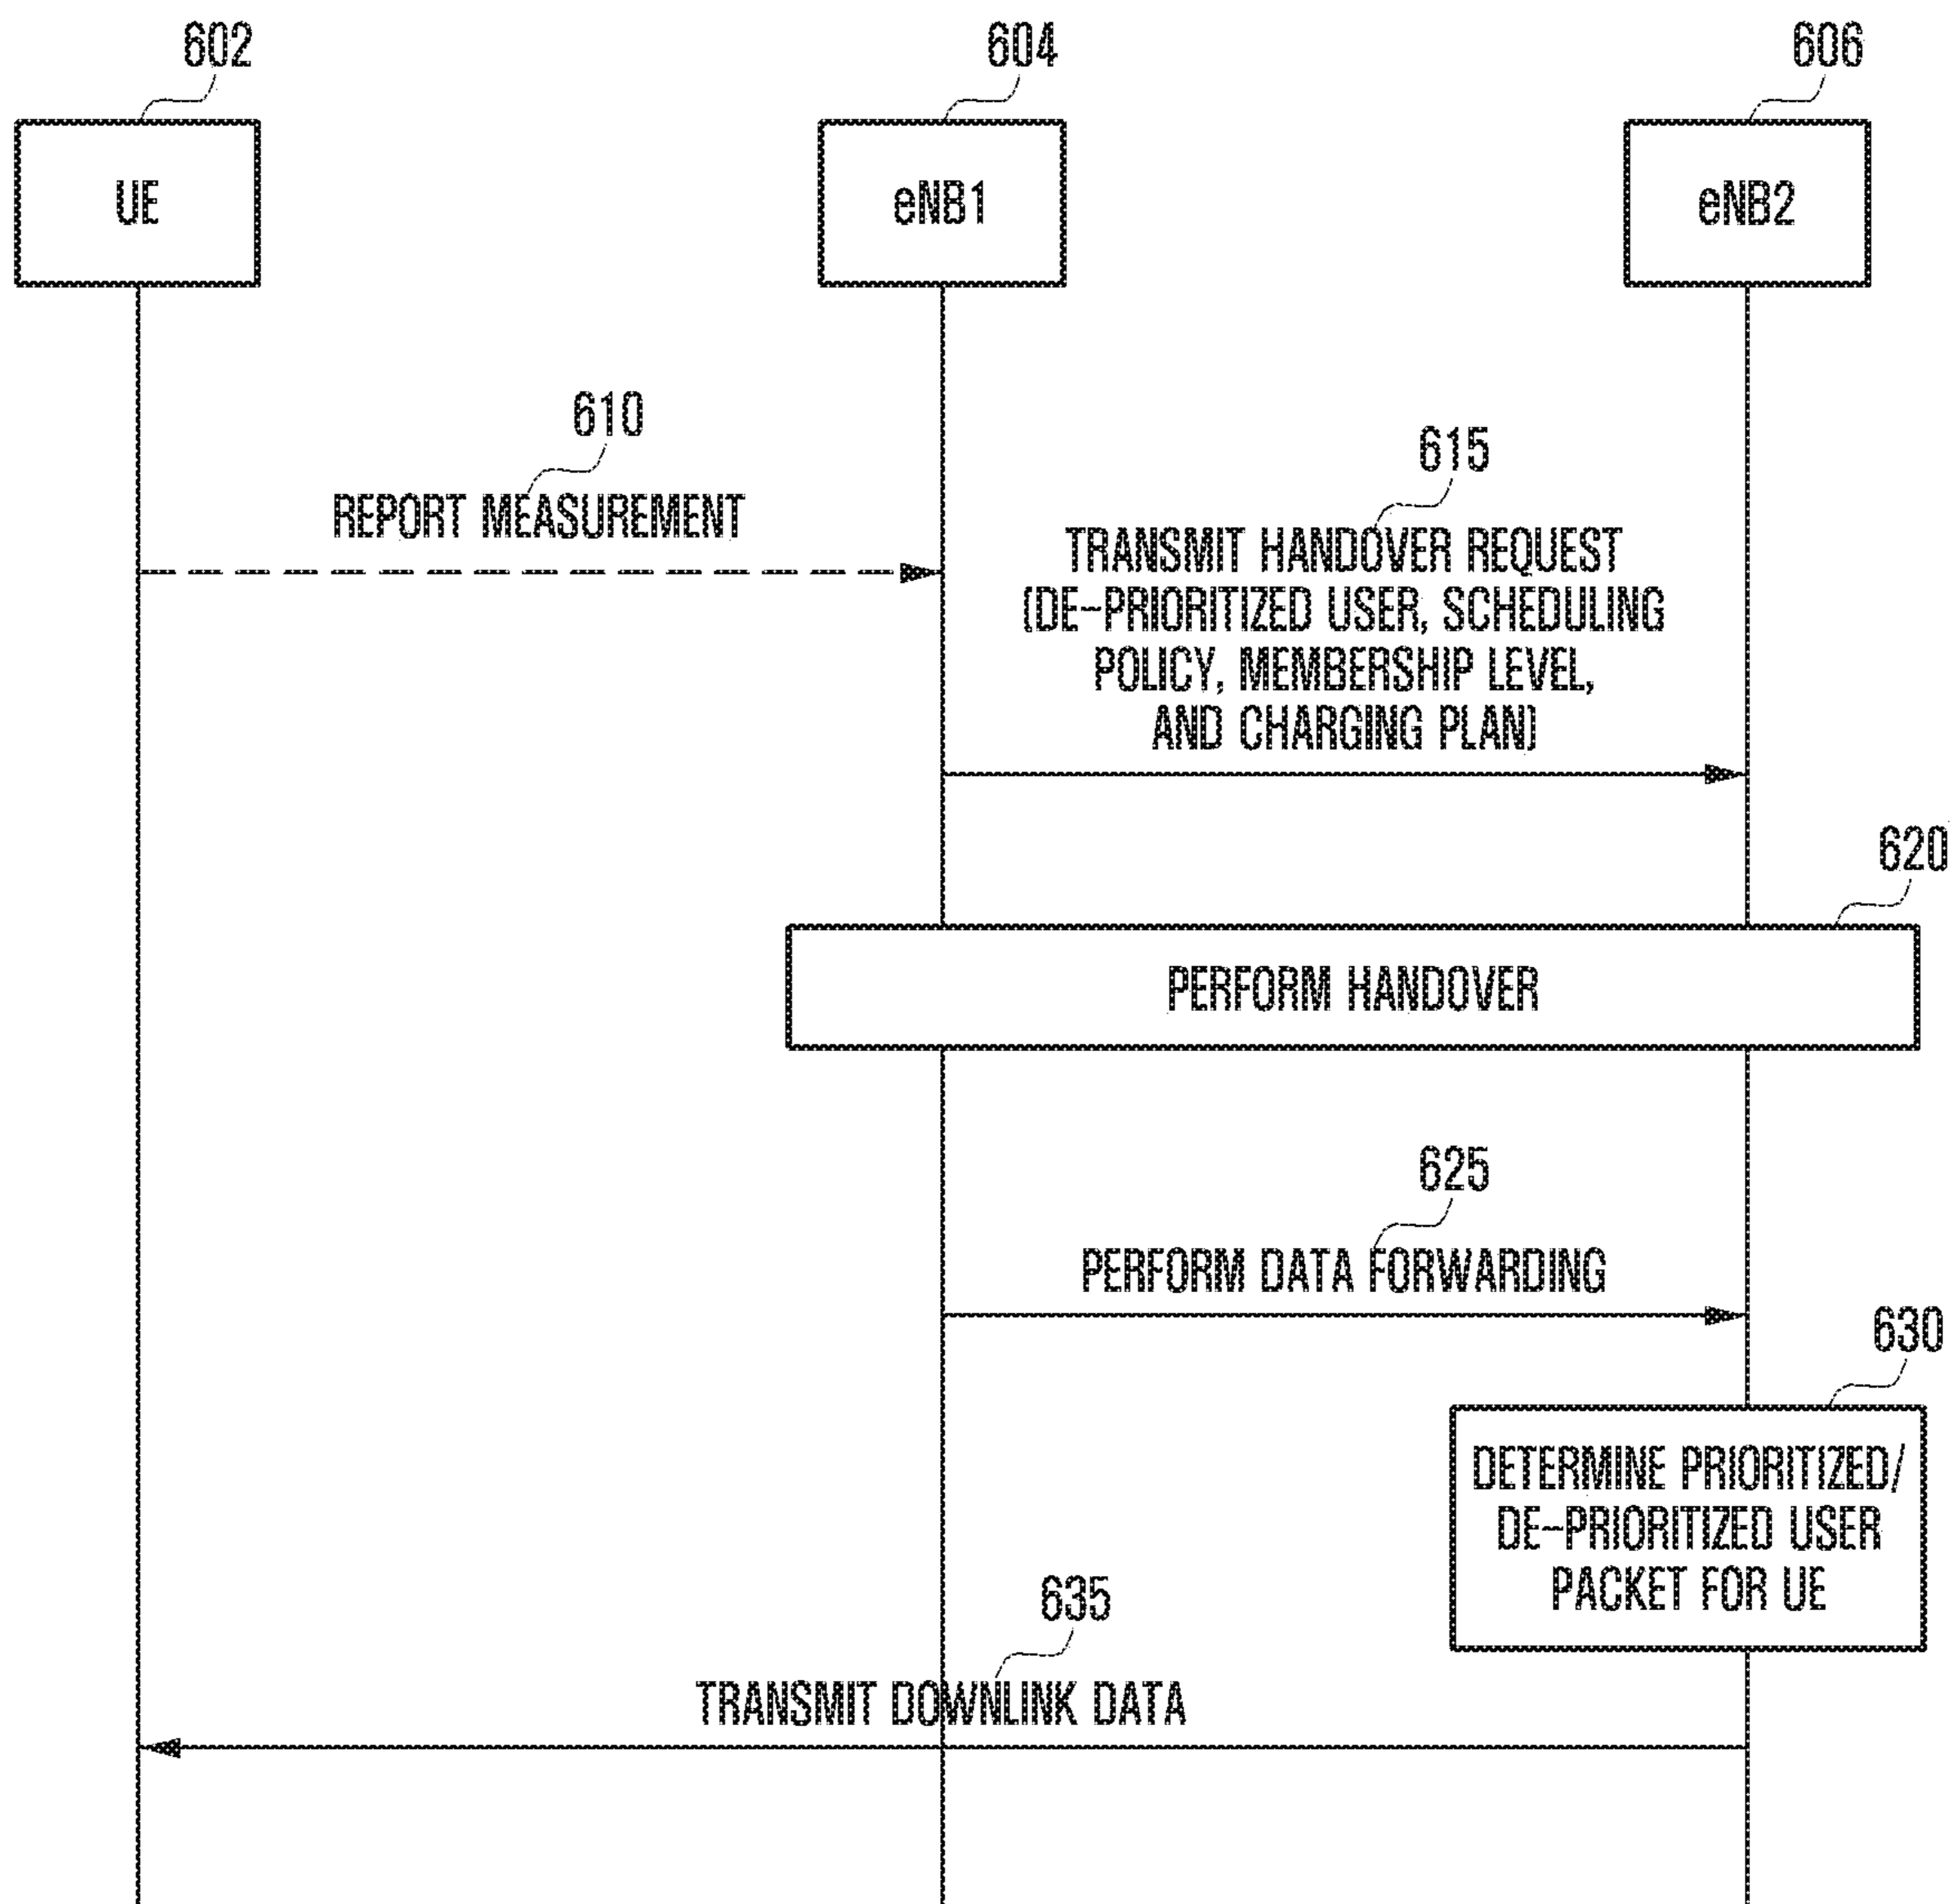 602
604
606
UE
eNB1
eNB2
610
REPORT MEASUREMENT
615
TRANSMIT HANDOVER REQUEST
(DE-PRIORITIZED USER, SCHEDULING
POLICY, MEMBERSHIP LEVEL,
AND CHARGING PLAN)
620
PERFORM HANDOVER
625
PERFORM DATA FORWARDING
630
DETERMINE PRIORITIZED/
DE-PRIORITIZED USER
PACKET FOR UE
635
TRANSMIT DOWNLINK DATA